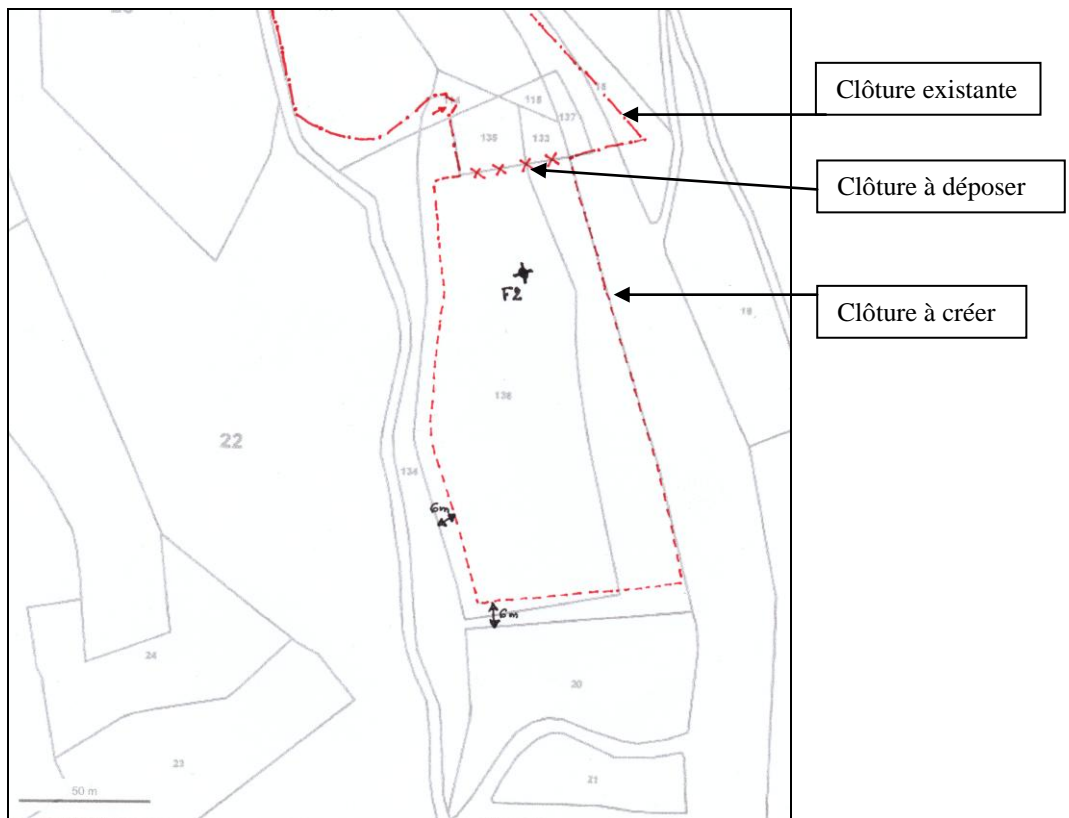 Clôture existante
Clôture à déposer
Clôture à créer
118
137
135
133
F2
19
138
22
134
6m
6m
24
20
23
21
50 m